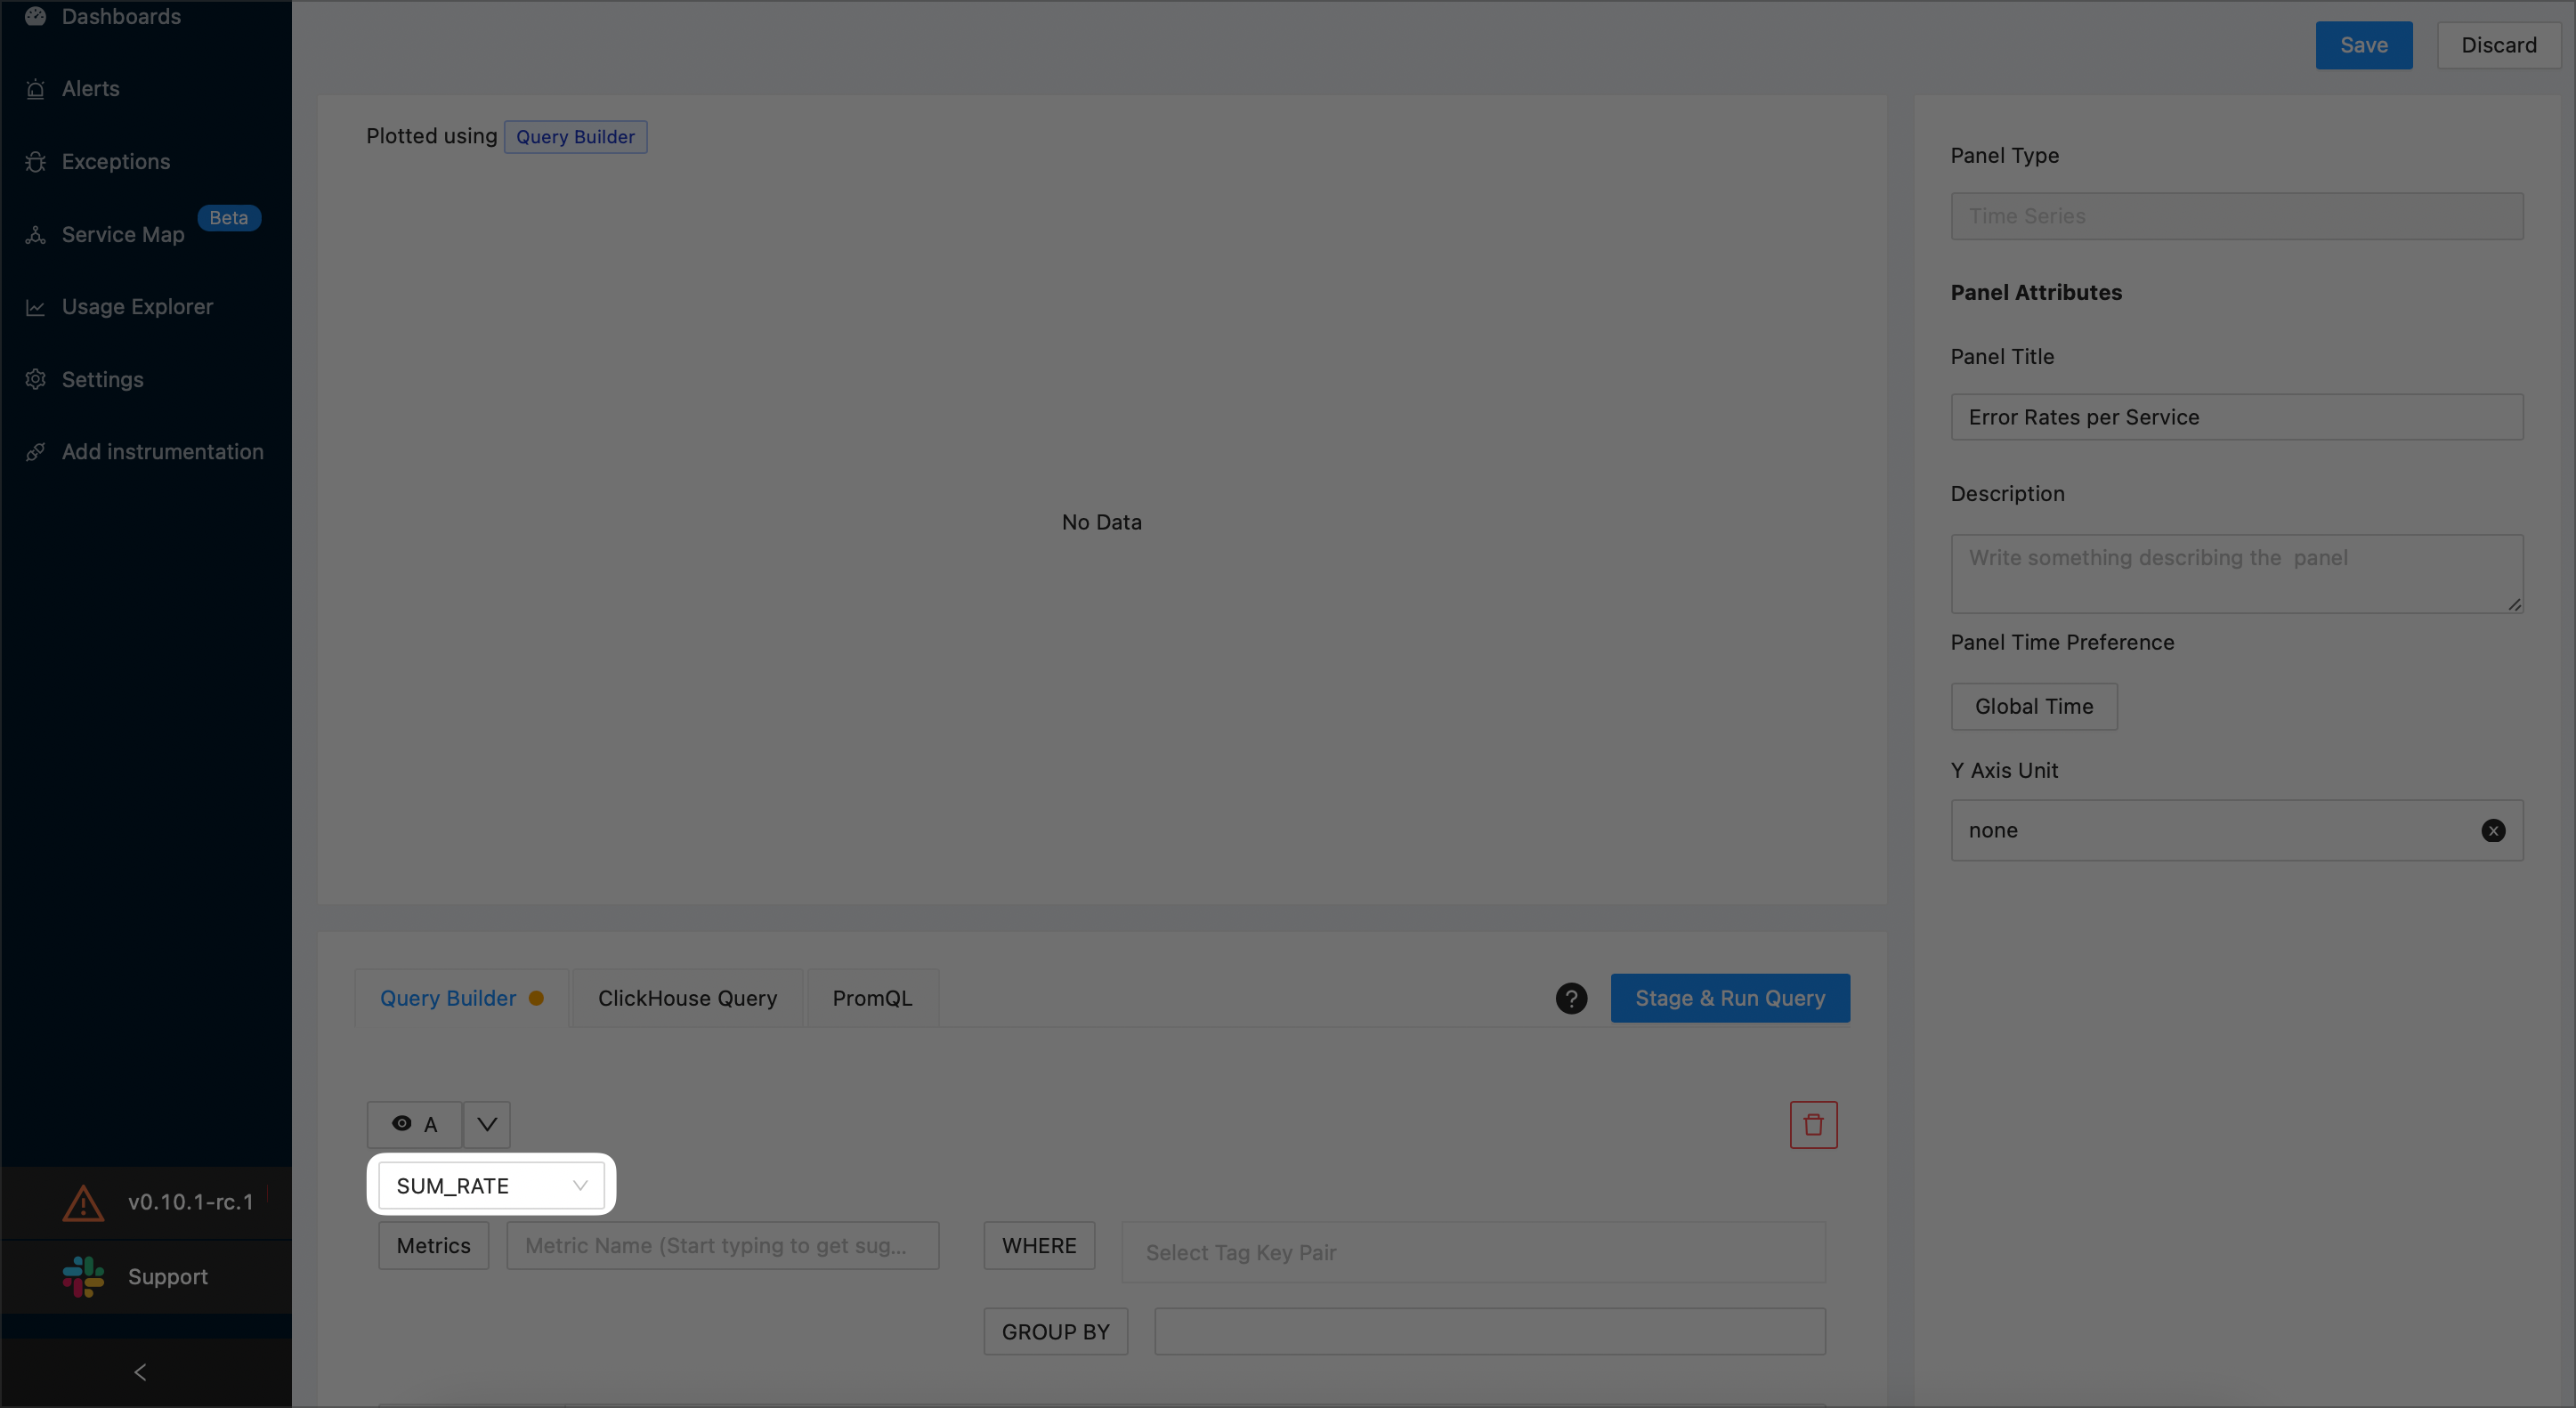 Dashboards
Alerts
Exceptions
Service Map Beta
Usage Explorer
Settings
Add instrumentation
v0.10.1-rc.1
Support
Save Discard
Plotted using Query Builder
No Data
Query Builder ClickHouse Query PromQL ? Stage & Run Query
A
SUM_RATE
Metrics Metric Name (Start typing to get sug... WHERE Select Tag Key Pair
GROUP BY
Panel Type
Time Series
Panel Attributes
Panel Title
Error Rates per Service
Description
Write something describing the  panel
Panel Time Preference
Global Time
Y Axis Unit
none